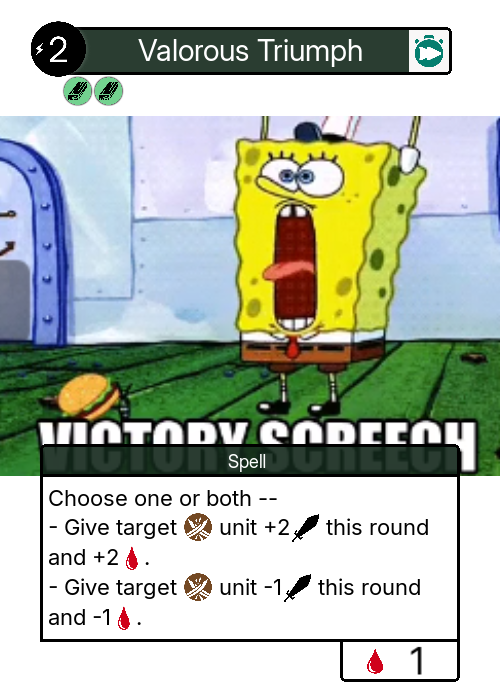 2 Valorous Triumph
VICTORY SCREECH
Spell
Choose one or both --
- Give target unit +2 this round
and +2 .
- Give target unit -1 this round
and -1 .
1